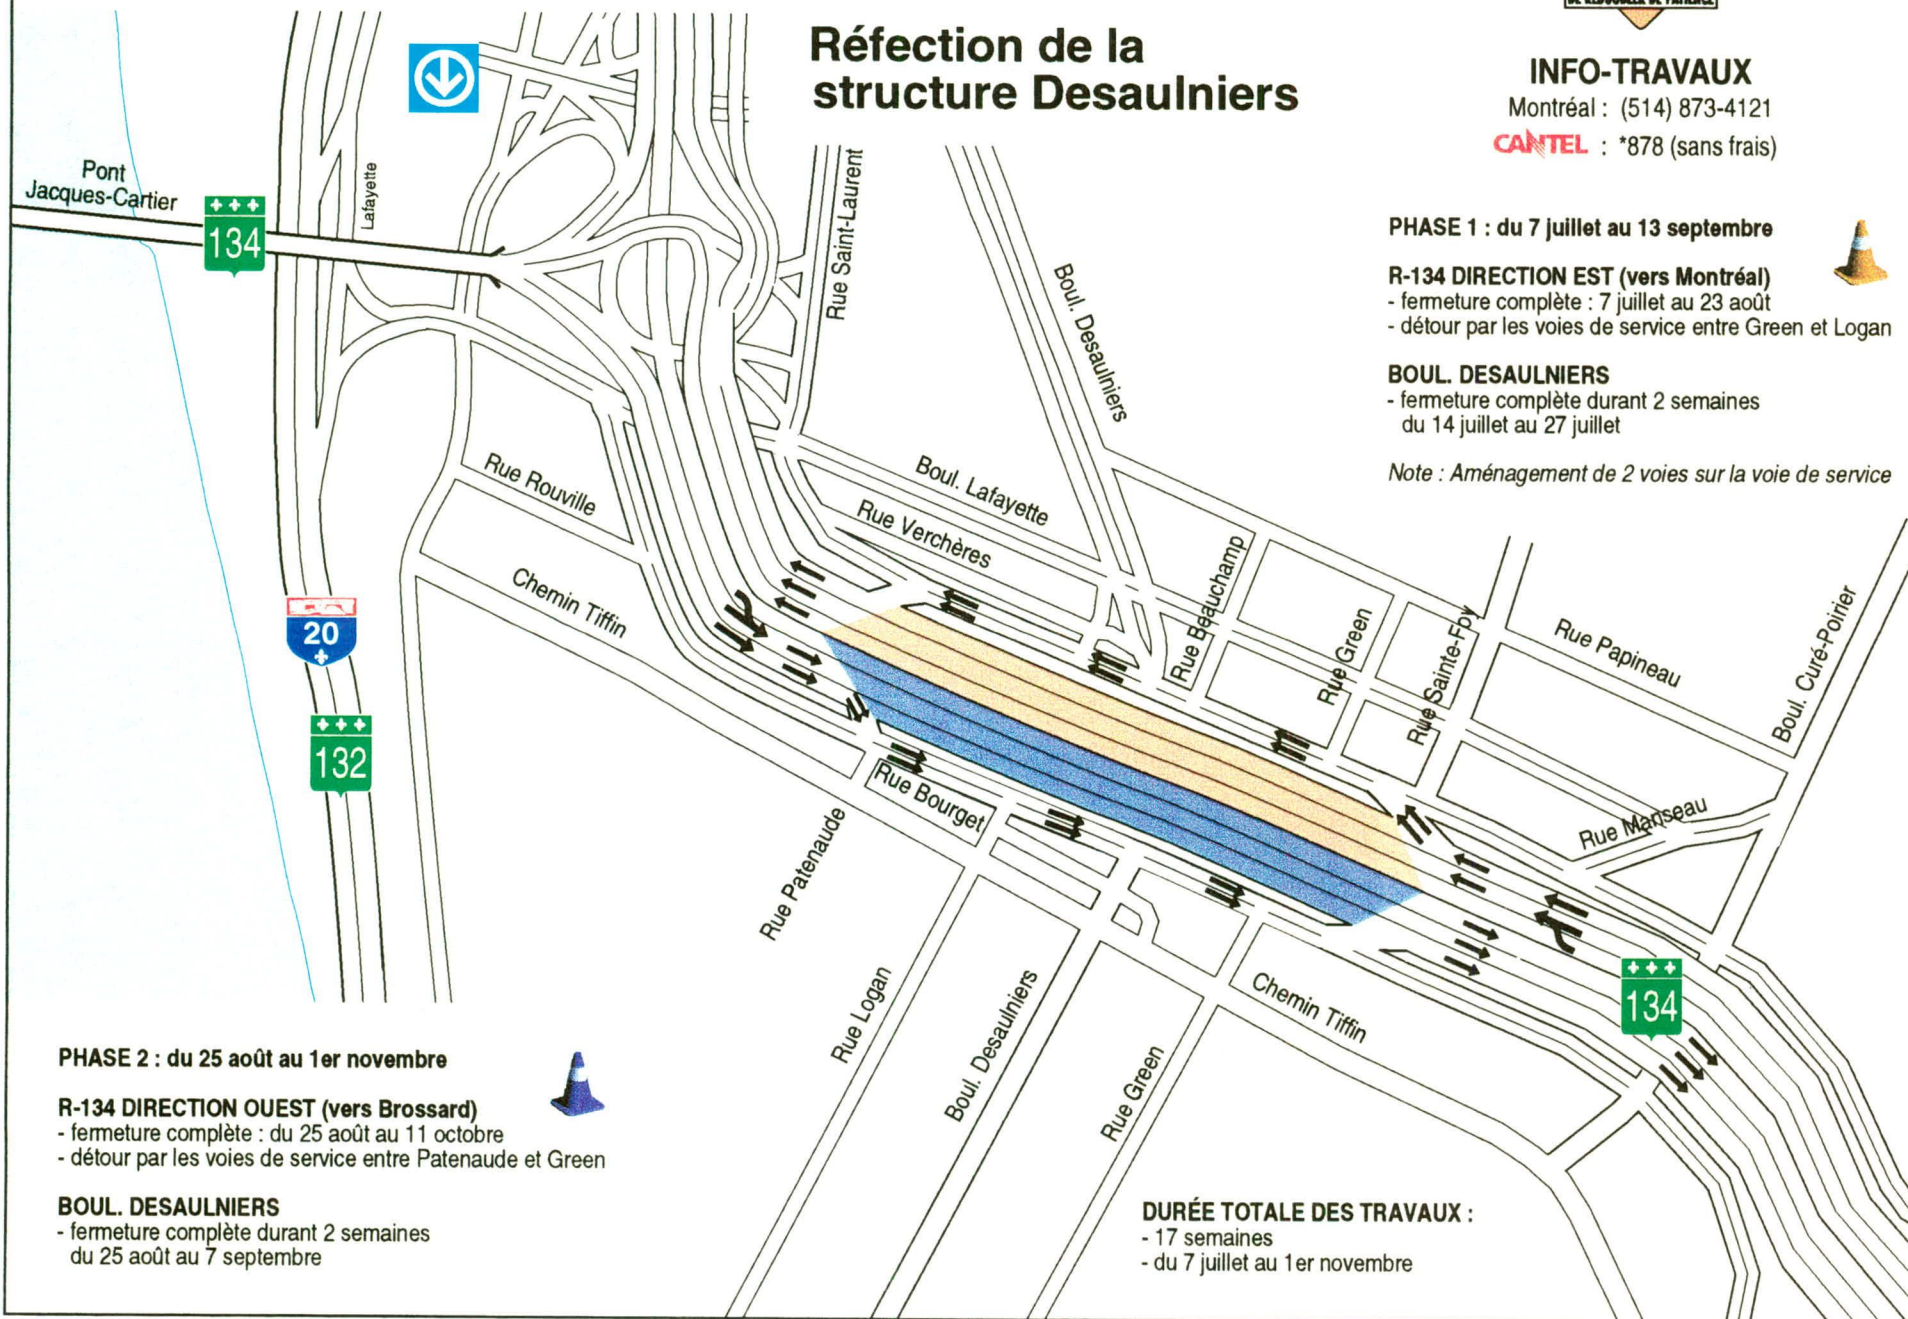 DE REDOUBLER DE PATIENCE
Réfection de la
structure Desaulniers
INFO-TRAVAUX
Montréal : (514) 873-4121
CANTEL : *878 (sans frais)
PHASE 1 : du 7 juillet au 13 septembre
R-134 DIRECTION EST (vers Montréal)
- fermeture complète : 7 juillet au 23 août
- détour par les voies de service entre Green et Logan
BOUL. DESAULNIERS
- fermeture complète durant 2 semaines
du 14 juillet au 27 juillet
Note : Aménagement de 2 voies sur la voie de service
Pont
Jacques-Cartier
134
Lafayette
Rue Saint-Laurent
Boul. Desaulniers
Rue Rouville
Boul. Lafayette
Rue Verchères
Chemin Tiffin
Rue Beauchamp
Rue Green
Rue Sainte-Foy
Rue Papineau
Boul. Curé-Poirier
20
132
Rue Bourget
Rue Patenaude
Rue Manseau
Rue Logan
Boul. Desaulniers
Rue Green
Chemin Tiffin
134
PHASE 2 : du 25 août au 1er novembre
R-134 DIRECTION OUEST (vers Brossard)
- fermeture complète : du 25 août au 11 octobre
- détour par les voies de service entre Patenaude et Green
BOUL. DESAULNIERS
- fermeture complète durant 2 semaines
du 25 août au 7 septembre
DURÉE TOTALE DES TRAVAUX :
- 17 semaines
- du 7 juillet au 1er novembre